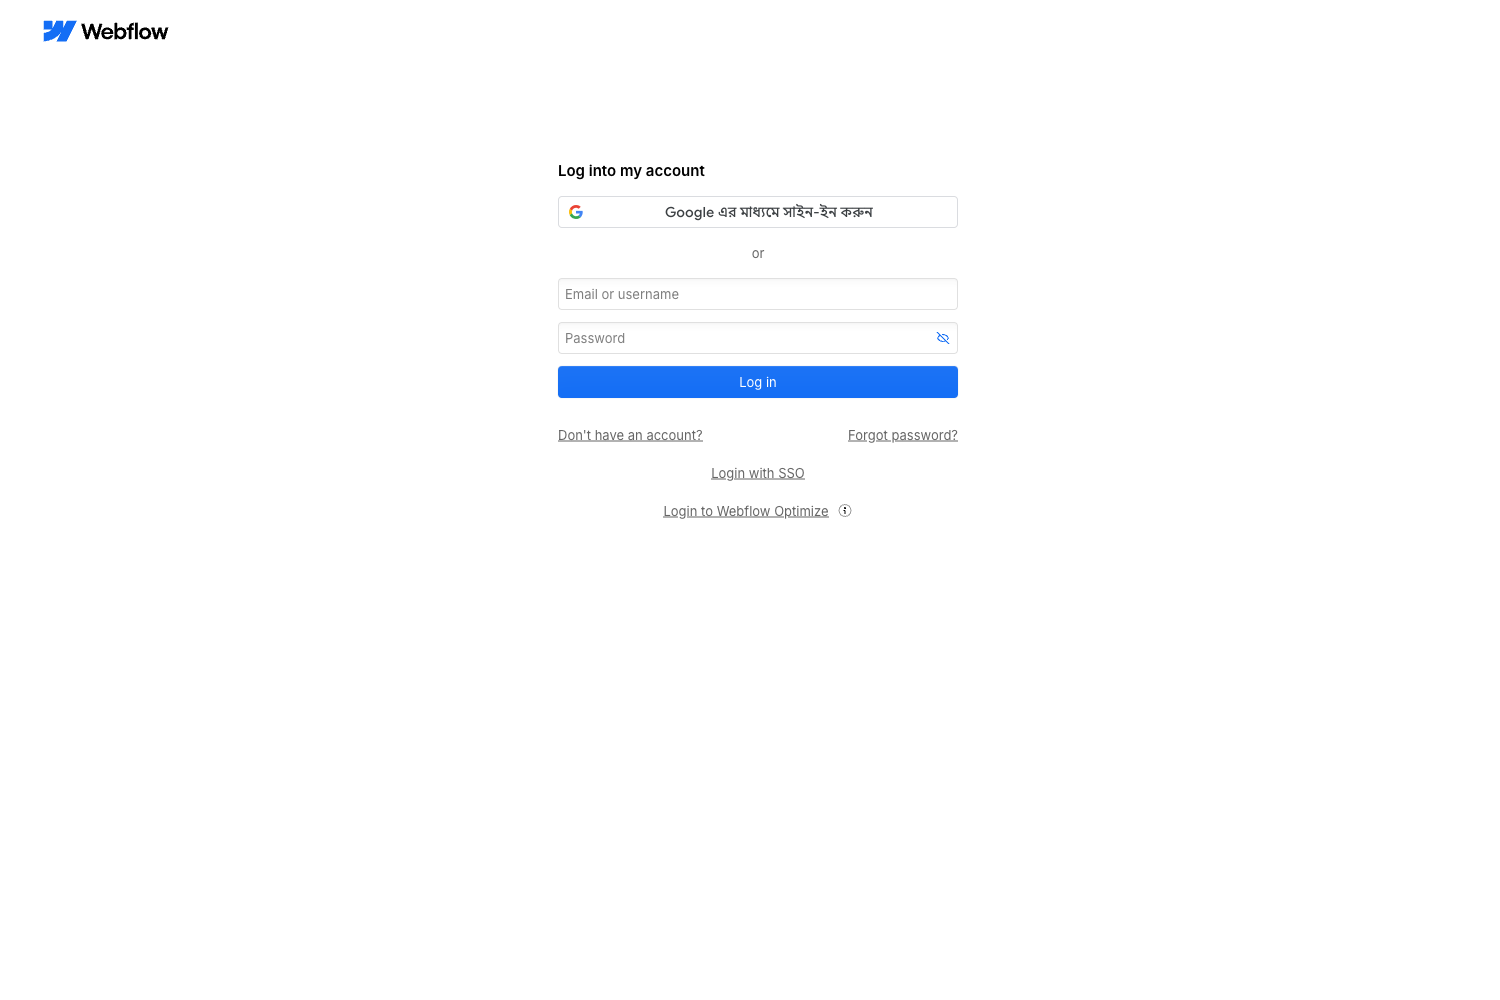 Webflow
Log into my account
Google এর মাধ্যমে সাইন-ইন করুন
or
Email or username
Password
Log in
Don't have an account?
Forgot password?
Login with SSO
Login to Webflow Optimize